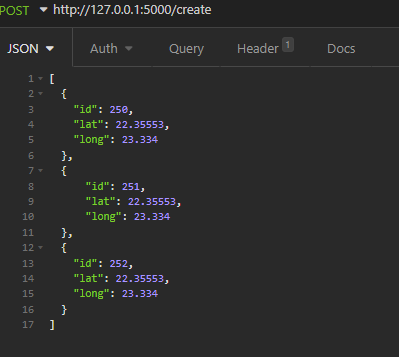 POST http://127.0.0.1:5000/create
JSON Auth Query Header 1 Docs
1 [
2 {
3 "id": 250,
4 "lat": 22.35553,
5 "long": 23.334
6 },
7 {
8 "id": 251,
9 "lat": 22.35553,
10 "long": 23.334
11 },
12 {
13 "id": 252,
14 "lat": 22.35553,
15 "long": 23.334
16 }
17 ]